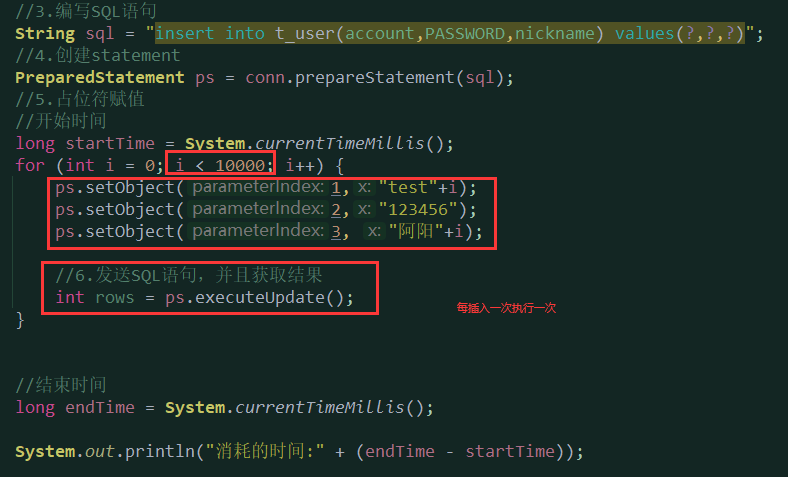 //3.编写SQL语句
String sql = "insert into t_user(account,PASSWORD,nickname) values(?,?,?)";
//4.创建statement
PreparedStatement ps = conn.prepareStatement(sql);
//5.占位符赋值
//开始时间
long startTime = System.currentTimeMillis();
for (int i = 0; i < 10000; i++) {
ps.setObject( parameterIndex: 1, x: "test"+i);
ps.setObject( parameterIndex: 2, x: "123456");
ps.setObject( parameterIndex: 3, x: "阿阳"+i);
//6.发送SQL语句，并且获取结果
int rows = ps.executeUpdate();
每插入一次执行一次
}
//结束时间
long endTime = System.currentTimeMillis();
System.out.println("消耗的时间:" + (endTime - startTime));